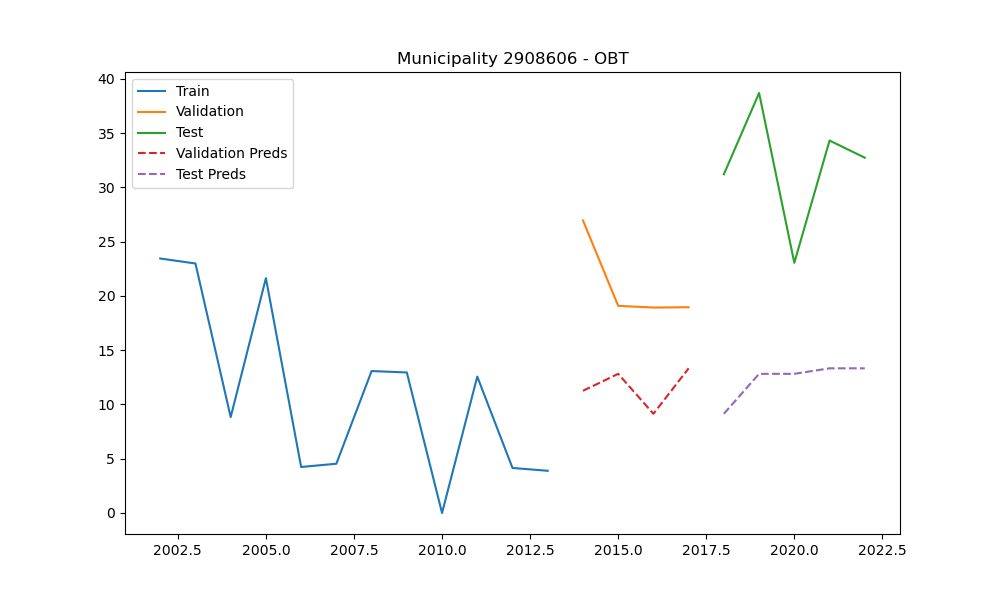 Municipality 2908606 - OBT
Train
Validation
Test
Validation Preds
Test Preds
40
35
30
25
20
15
10
5
0
2002.5 2005.0 2007.5 2010.0 2012.5 2015.0 2017.5 2020.0 2022.5